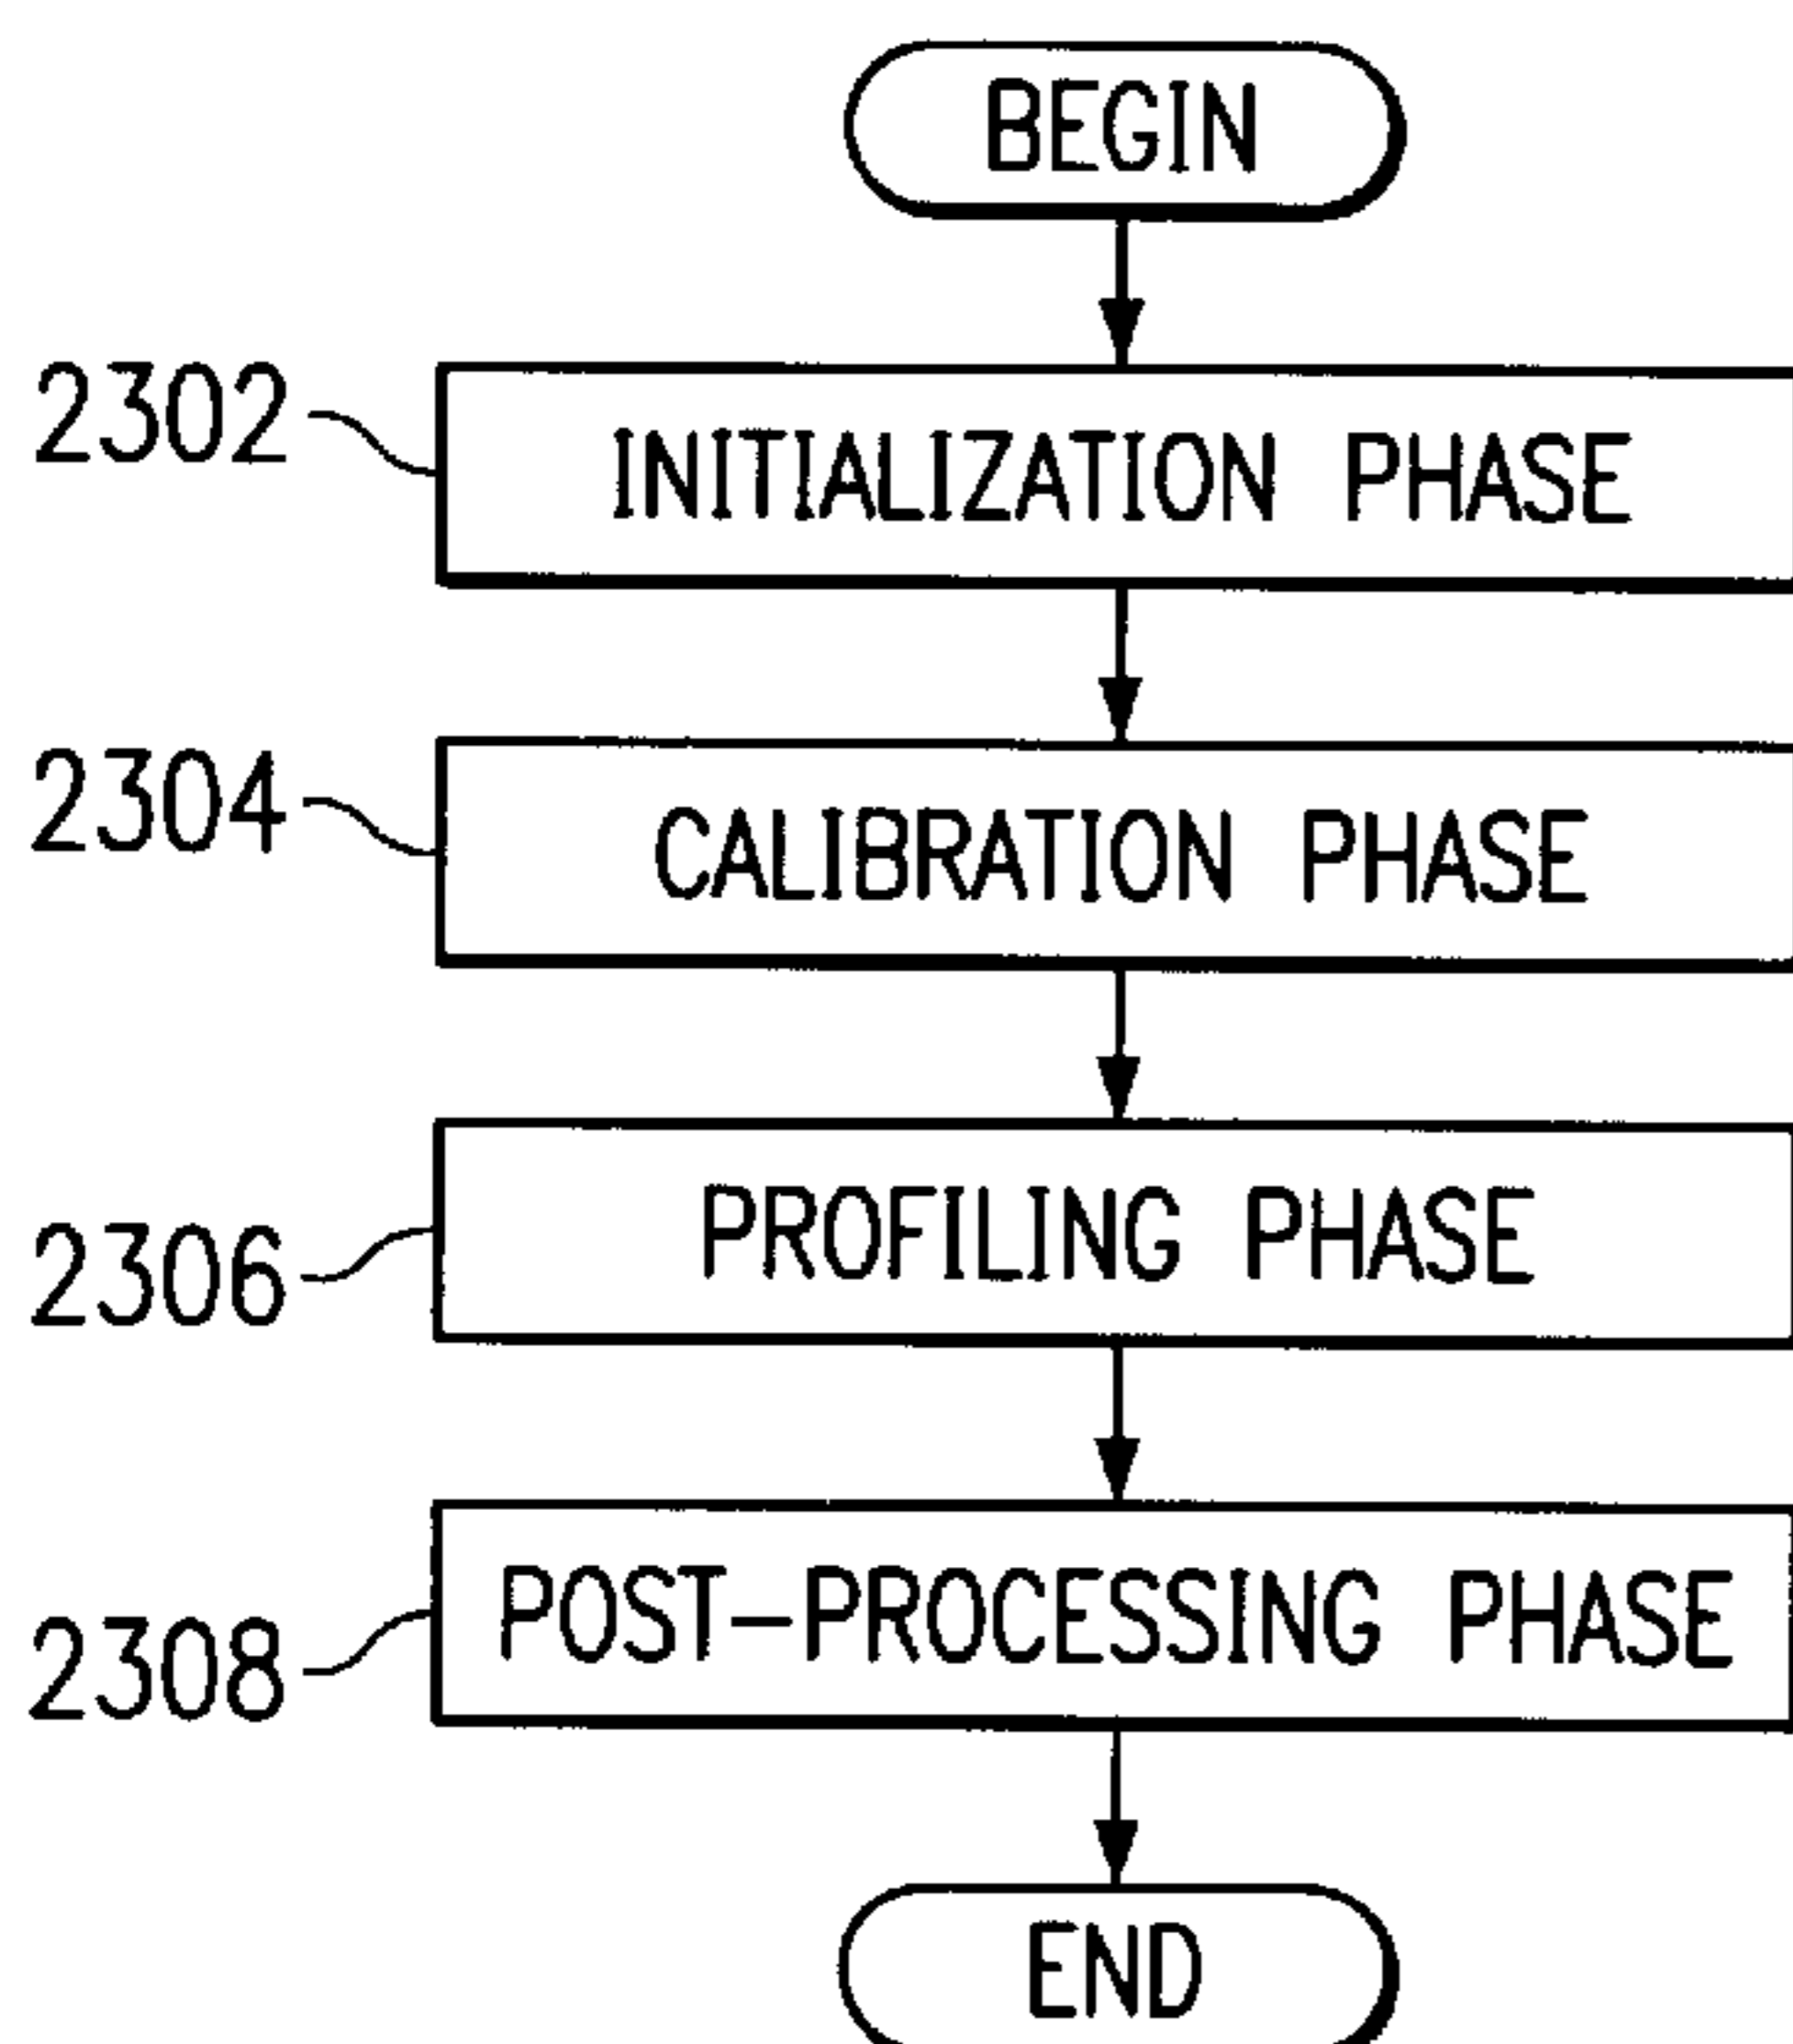 BEGIN
2302
INITIALIZATION PHASE
2304
CALIBRATION PHASE
2306
PROFILING PHASE
2308
POST-PROCESSING PHASE
END